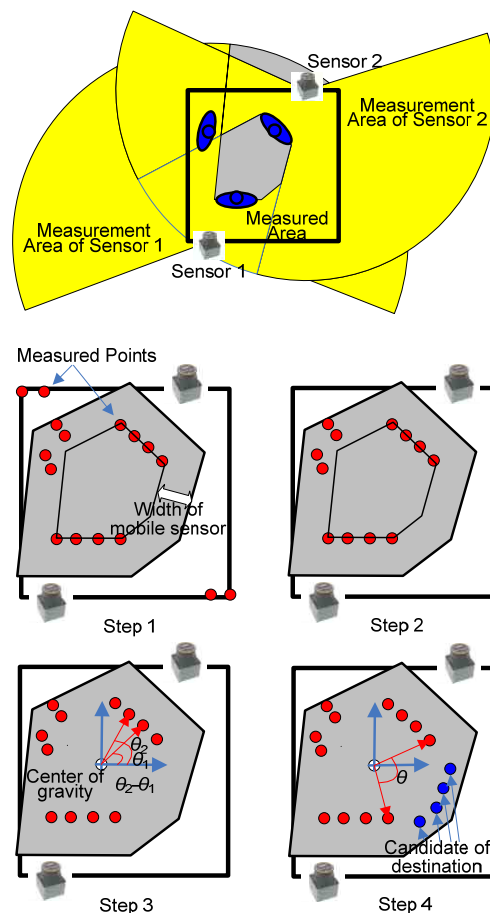 Sensor 2
Measurement
Area of Sensor 2
Measurement
Area of Sensor 1
Measured
Area
Sensor 1
Measured Points
Width of
mobile sensor
Step 1
Step 2
θ2
θ1
Center of
gravity
θ2–θ1
Step 3
θ
Candidate of
destination
Step 4